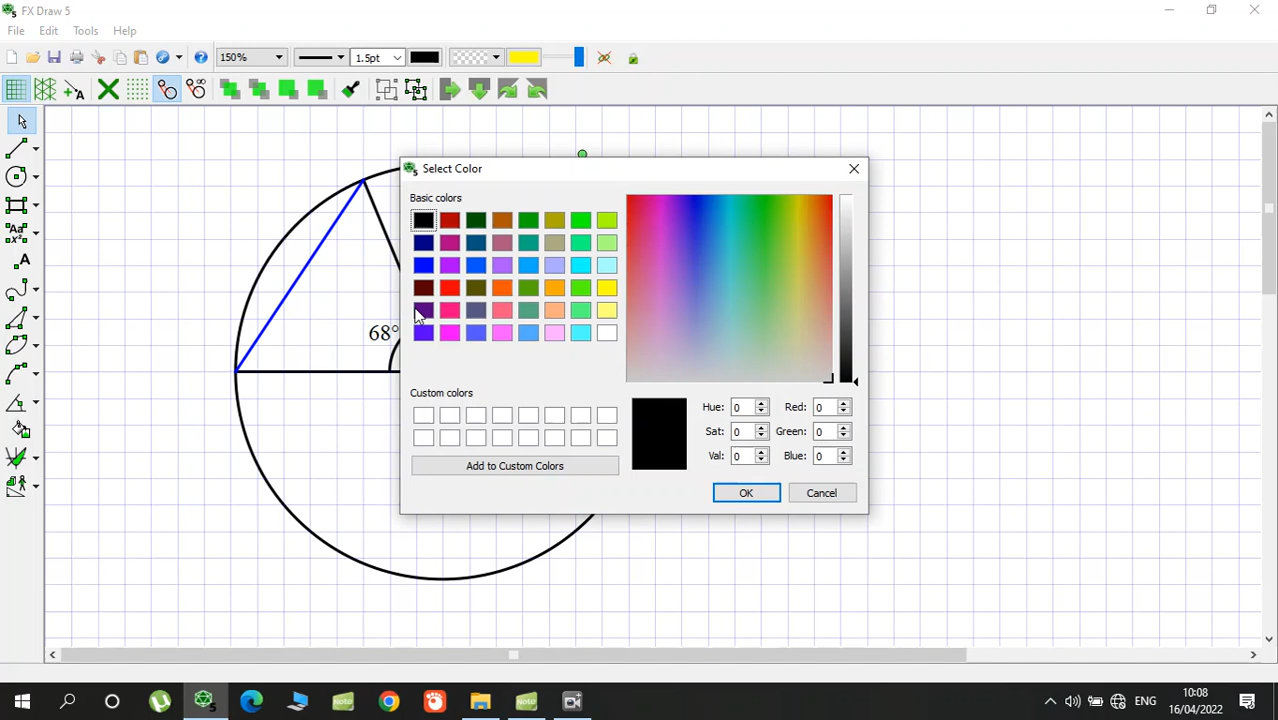 FX Draw 5
File Edit Tools Help
150% 1.5pt
Select Color
Basic colors
68°
Custom colors
Hue: 0 Red: 0
Sat: 0 Green: 0
Val: 0 Blue: 0
Add to Custom Colors
OK Cancel
Note Note
ENG
10:08
16/04/2022